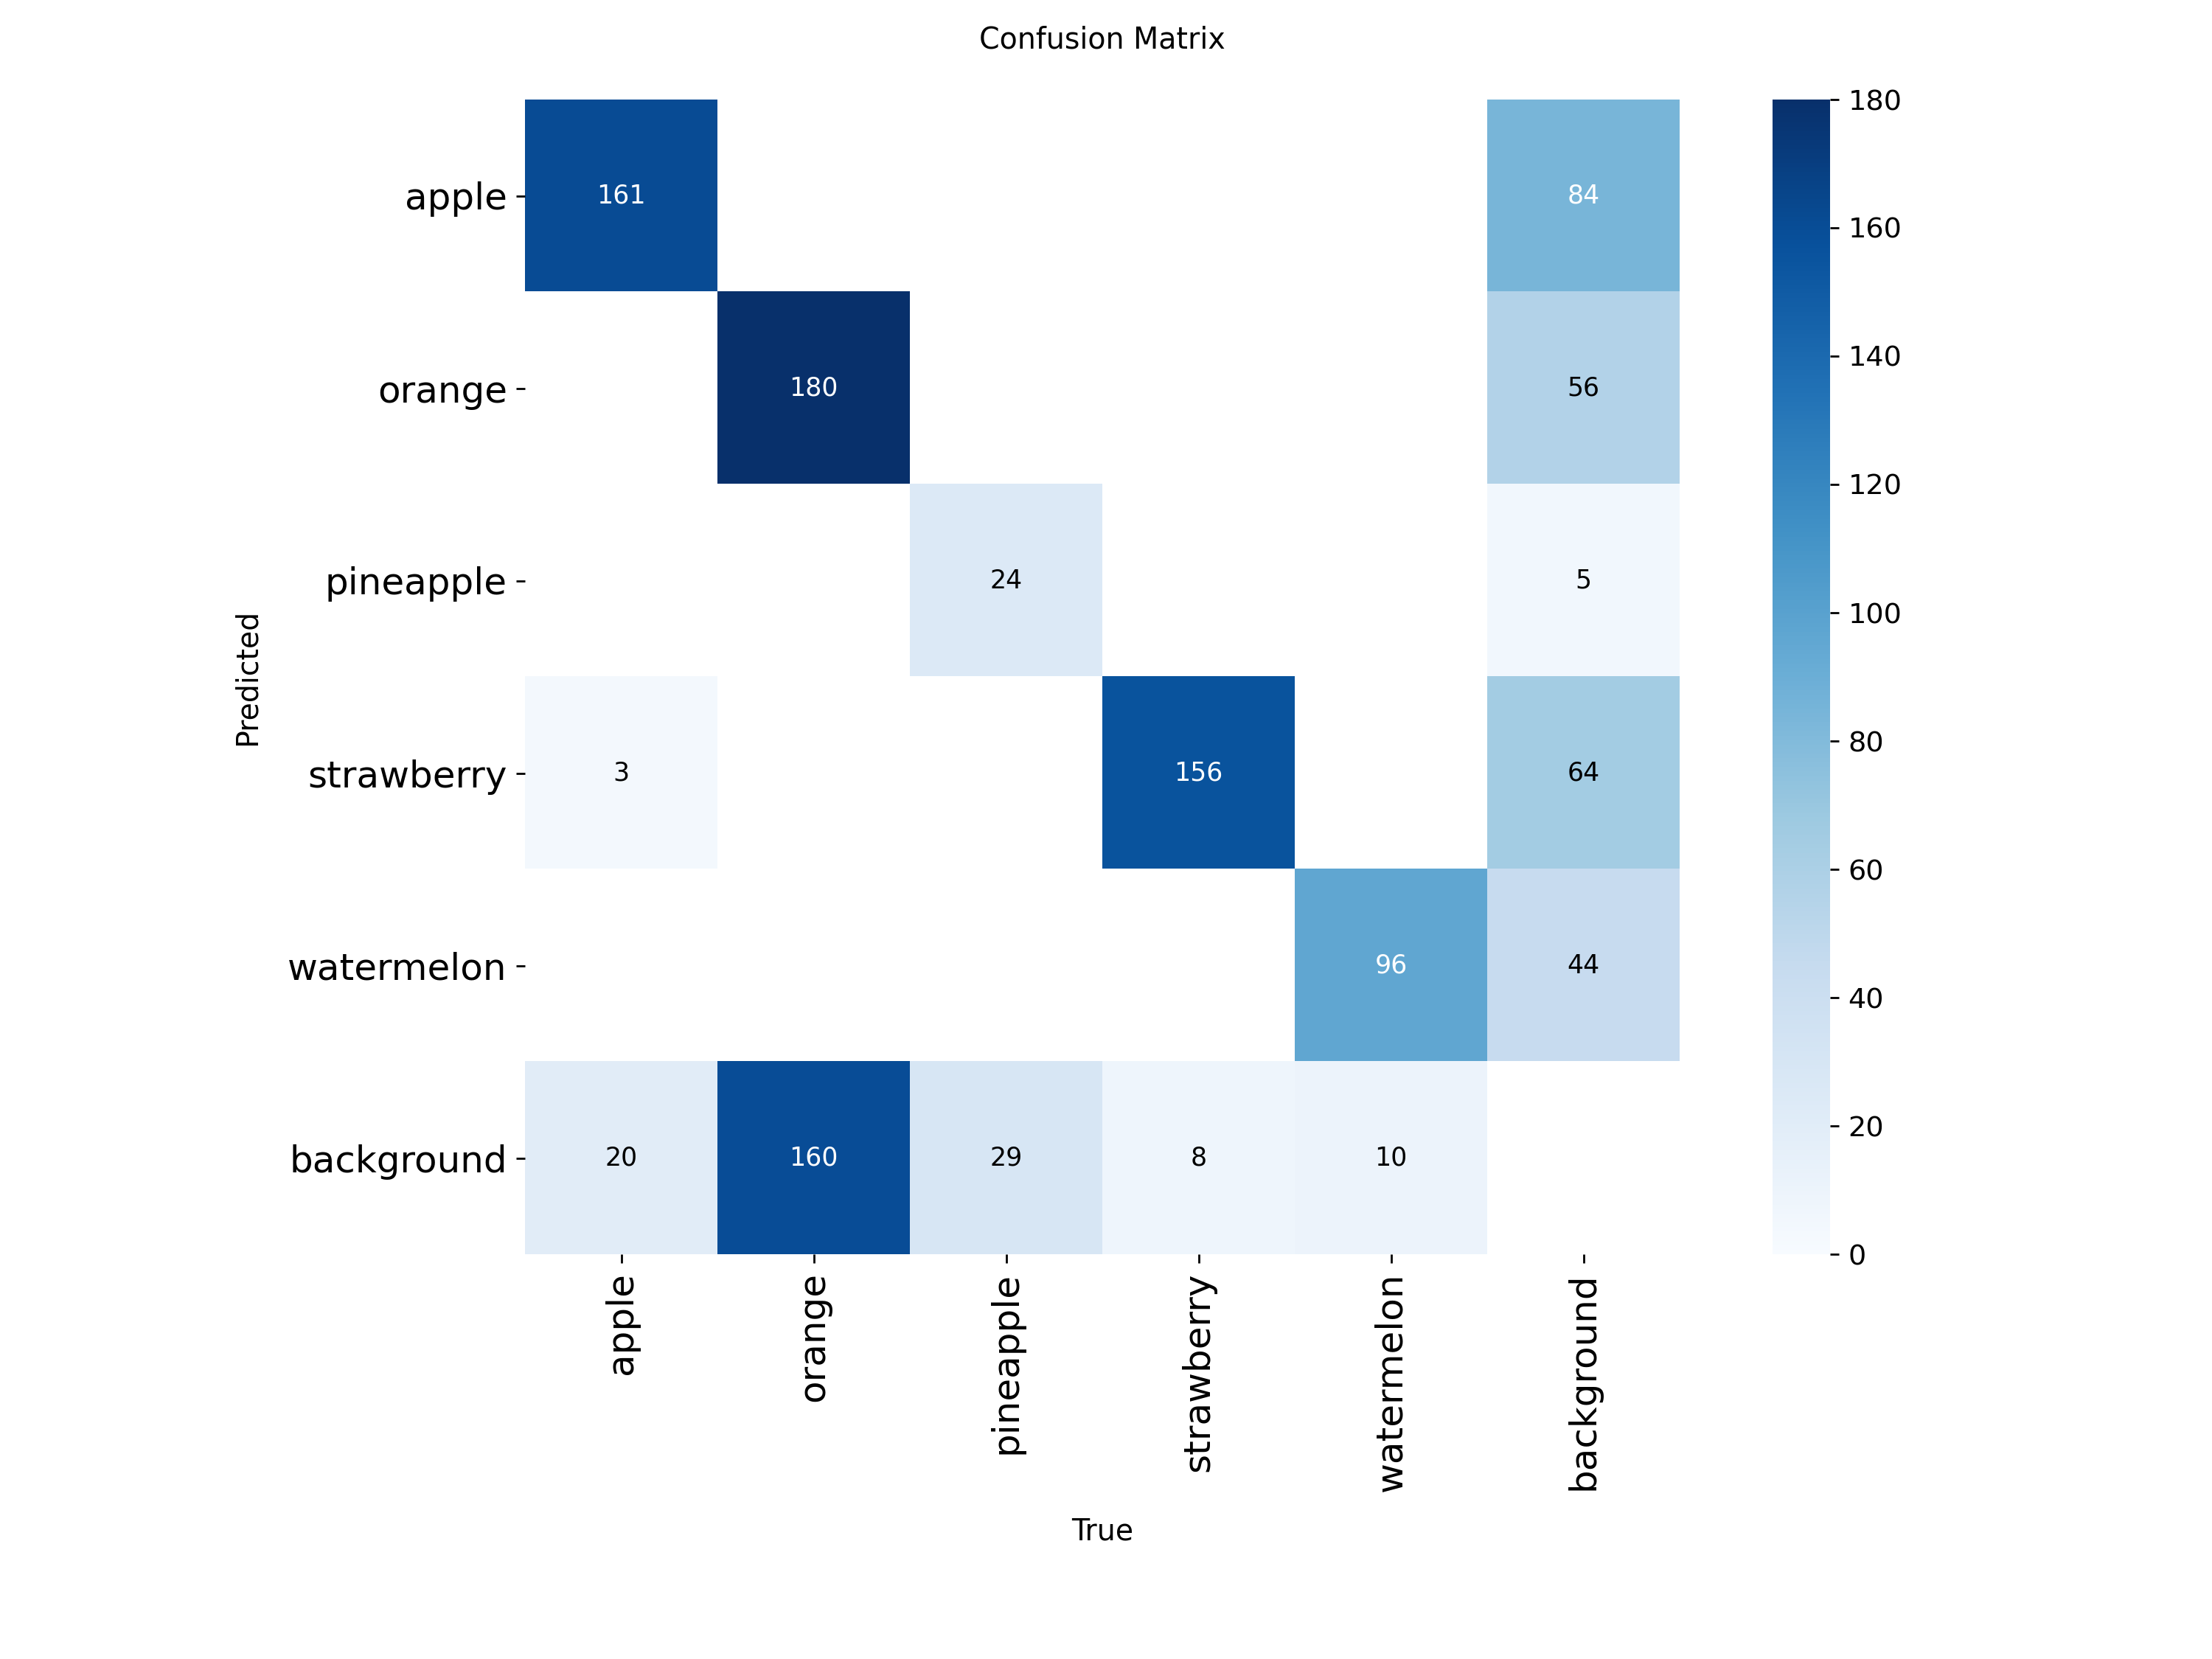 Confusion Matrix
apple
161
84
orange
180
56
pineapple
24
5
strawberry
3
156
64
watermelon
96
44
background
20
160
29
8
10
Predicted
apple
orange
pineapple
strawberry
watermelon
background
True
180
160
140
120
100
80
60
40
20
0